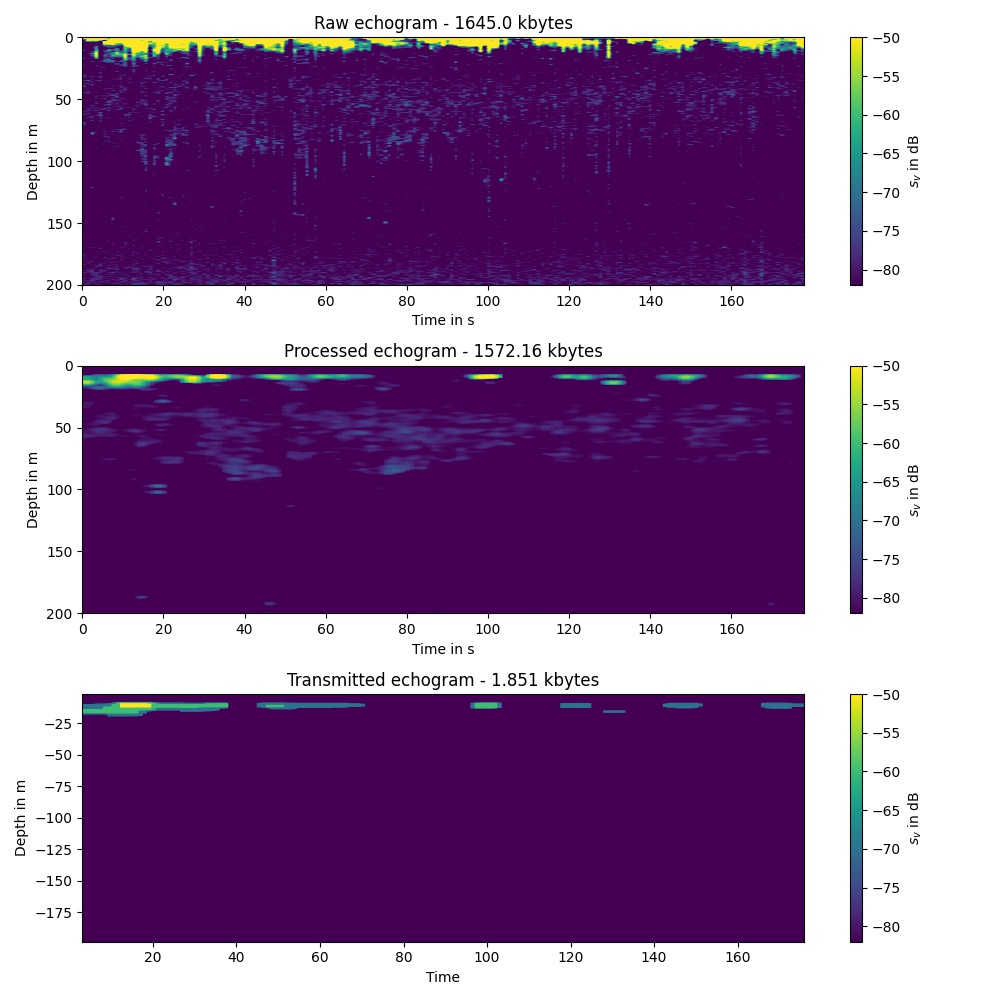 Raw echogram - 1645.0 kbytes
0
50
100
150
200
Depth in m
0 20 40 60 80 100 120 140 160
Time in s
−50
−55
−60
−65
−70
−75
−80
sv in dB
Processed echogram - 1572.16 kbytes
0
50
100
150
200
Depth in m
0 20 40 60 80 100 120 140 160
Time in s
−50
−55
−60
−65
−70
−75
−80
sv in dB
Transmitted echogram - 1.851 kbytes
−25
−50
−75
−100
−125
−150
−175
Depth in m
20 40 60 80 100 120 140 160
Time
−50
−55
−60
−65
−70
−75
−80
sv in dB